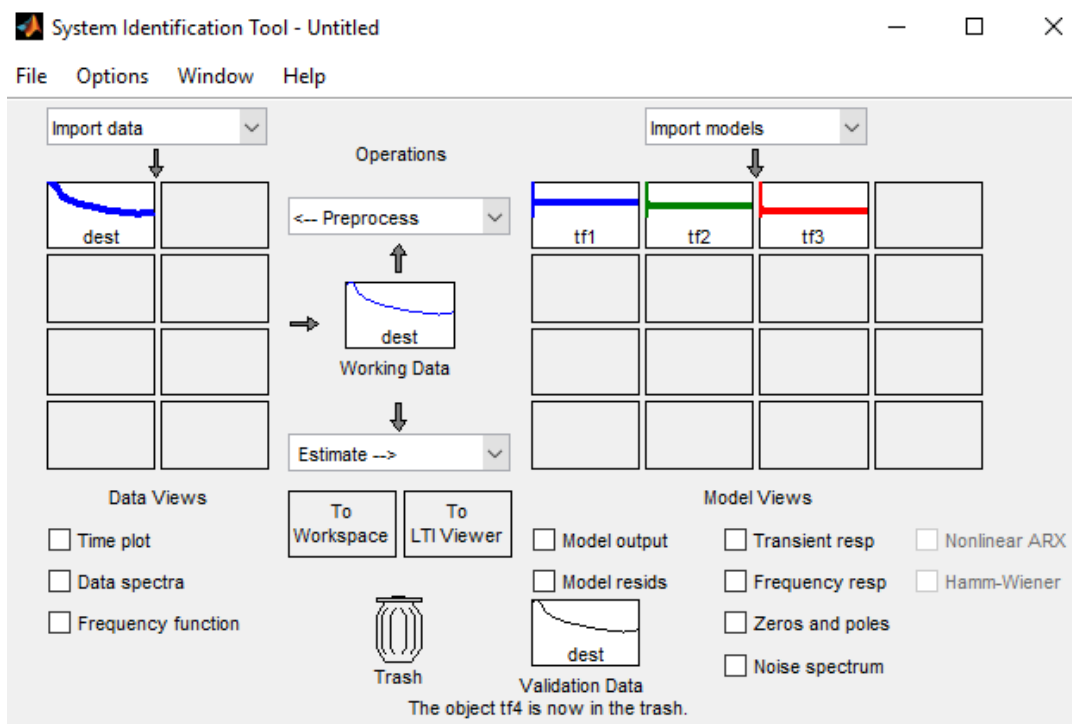 System Identification Tool - Untitled
File Options Window Help
Import data
Import models
Operations
dest
<-- Preprocess
tf1
tf2
tf3
dest
Working Data
Estimate -->
Data Views
Model Views
To Workspace
To LTI Viewer
Time plot
Data spectra
Frequency function
Model output
Model resids
Transient resp
Frequency resp
Zeros and poles
Noise spectrum
Nonlinear ARX
Hamm-Wiener
Trash
dest
Validation Data
The object tf4 is now in the trash.